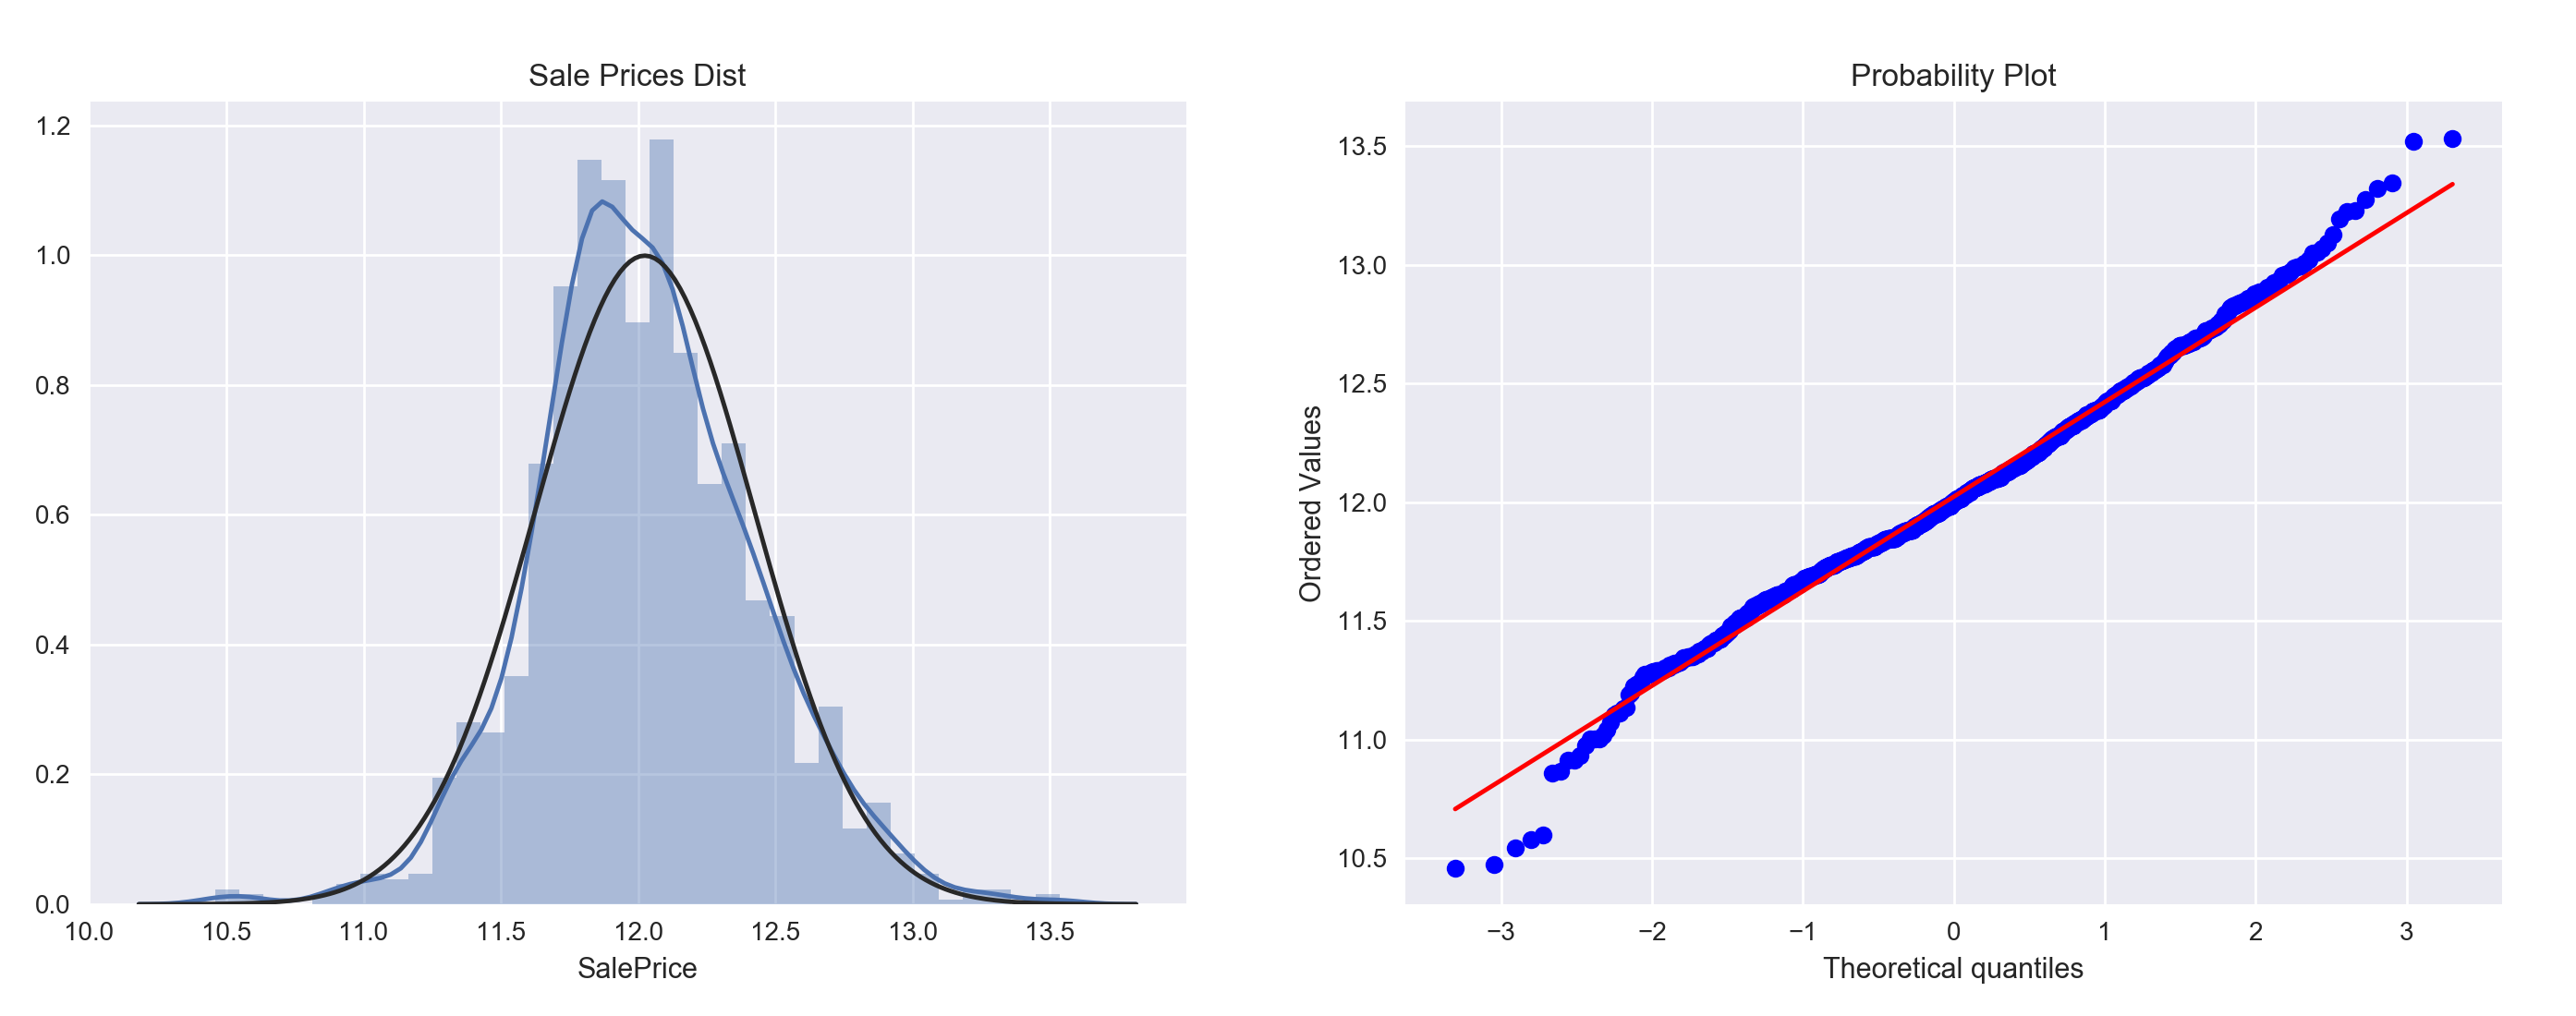 Sale Prices Dist
1.2
1.0
0.8
0.6
0.4
0.2
0.0
10.0 10.5 11.0 11.5 12.0 12.5 13.0 13.5
SalePrice
Probability Plot
Ordered Values
13.5
13.0
12.5
12.0
11.5
11.0
10.5
−3 −2 −1 0 1 2 3
Theoretical quantiles